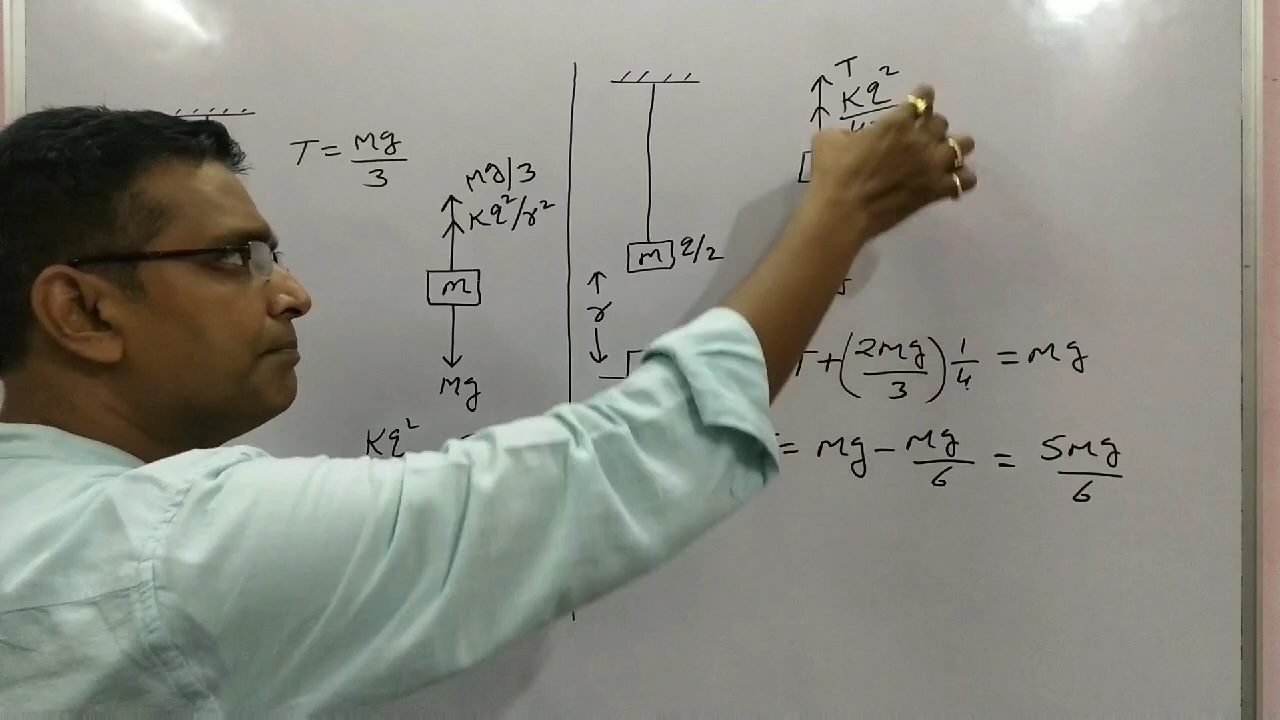 T = Mg/3
Mg/3
Kq²/r²
m
Mg
Kq²
m
q/2
r
T
Kq²
T + (2Mg/3) 1/4 = Mg
= Mg - Mg/6 = 5Mg/6